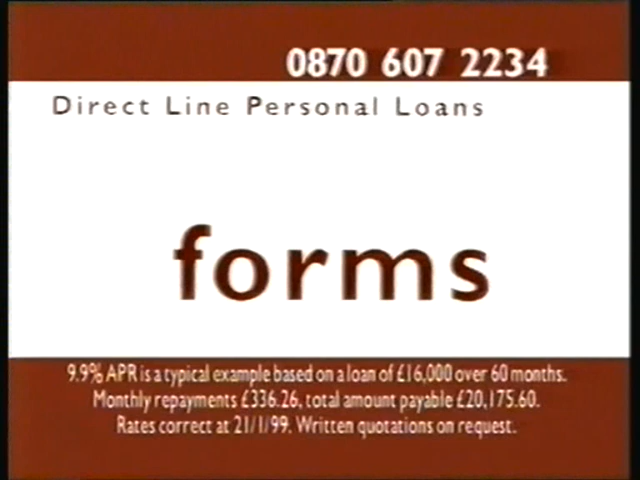 0870 607 2234
Direct Line Personal Loans
forms
9.9% APR is a typical example based on a loan of £16,000 over 60 months.
Monthly repayments £336.26, total amount payable £20,175.60.
Rates correct at 21/1/99. Written quotations on request.